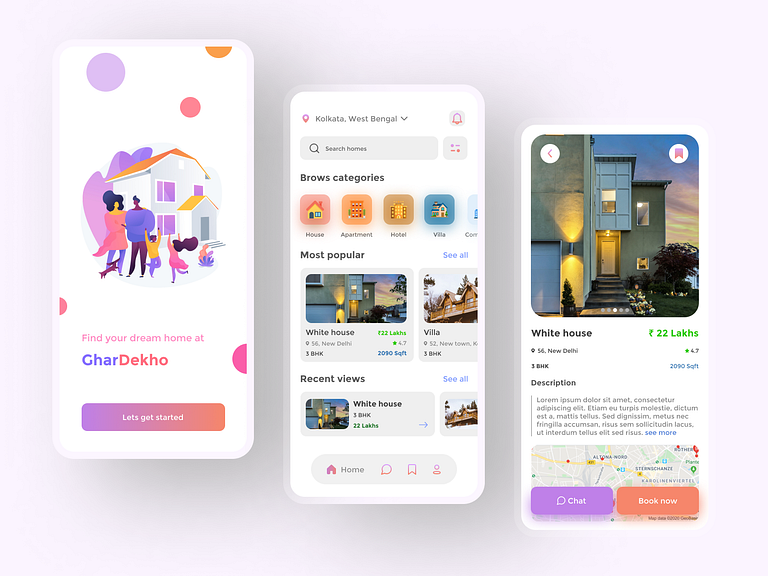 Find your dream home at
GharDekho
Lets get started
Kolkata, West Bengal
Search homes
Brows categories
House
Apartment
Hotel
Villa
Most popular
See all
White house
₹22 Lakhs
56, New Delhi
4.7
3 BHK
2090 Sqft
Villa
52, New town,
3 BHK
Recent views
See all
White house
3 BHK
22 Lakhs
Home
White house
₹ 22 Lakhs
56, New Delhi
4.7
3 BHK
2090 Sqft
Description
Lorem ipsum dolor sit amet, consectetur
adipiscing elit. Etiam eu turpis molestie, dictum
est a, mattis tellus. Sed dignissim, metus nec
fringilla accumsan, risus sem sollicitudin lacus,
ut interdum tellus elit sed risus. see more
ALTONA-NORD
STERNSCHANZE
KAROLINENVIERTEL
Chat
Book now